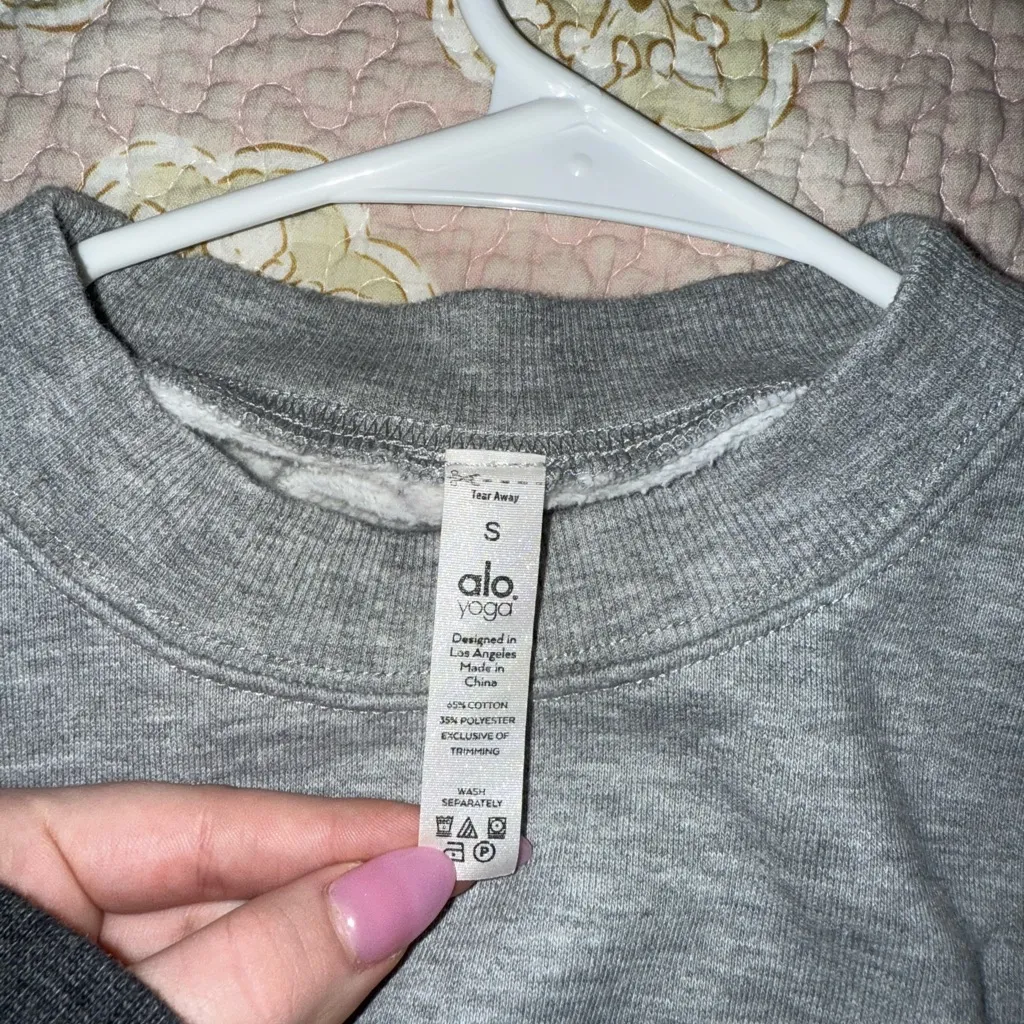 Tear Away
S
alo.
yoga
Designed in
Los Angeles
Made in
China
65% COTTON
35% POLYESTER
EXCLUSIVE OF
TRIMMING
WASH
SEPARATELY
P